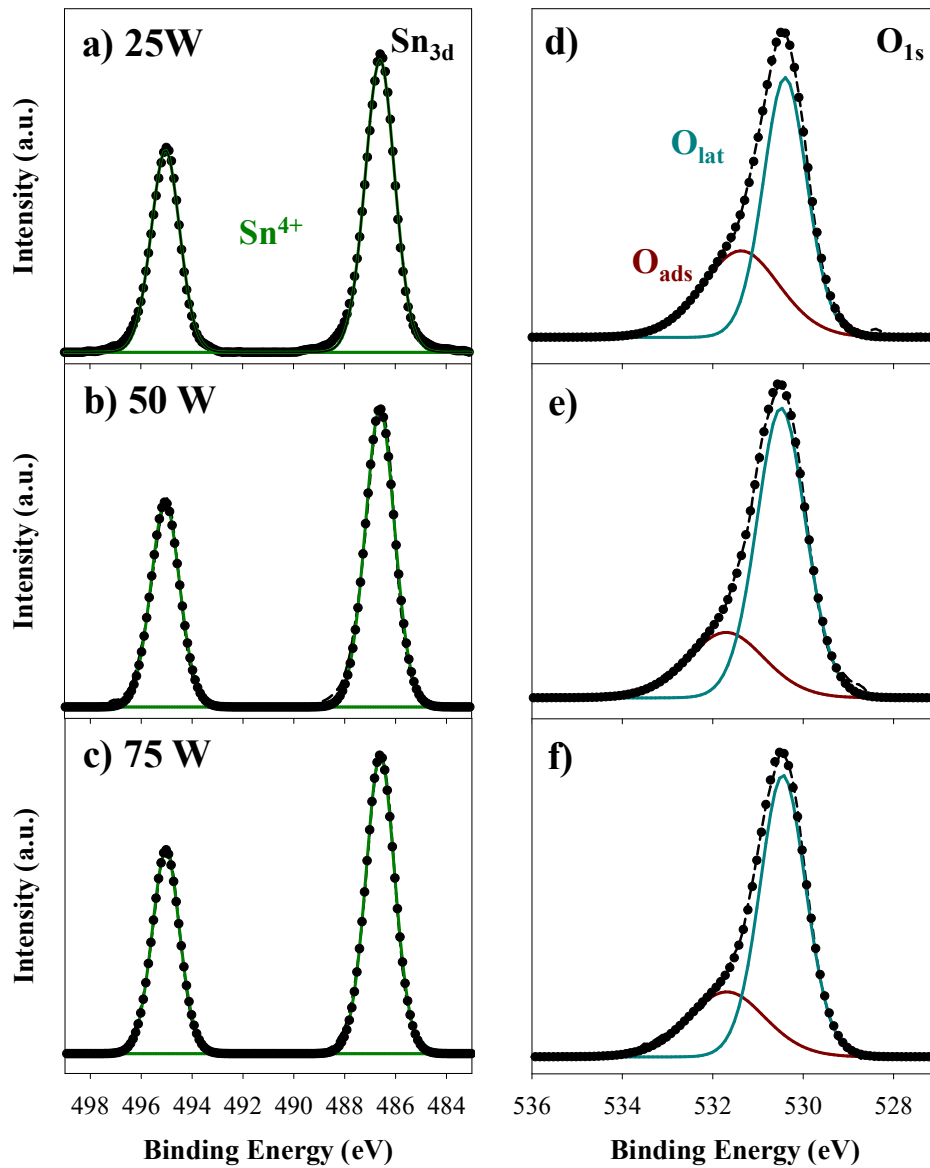 a) 25W
Sn3d
Sn4+
Intensity (a.u.)
d)
O1s
Olat
Oads
b) 50 W
Intensity (a.u.)
e)
c) 75 W
Intensity (a.u.)
f)
498 496 494 492 490 488 486 484
Binding Energy (eV)
536 534 532 530 528
Binding Energy (eV)